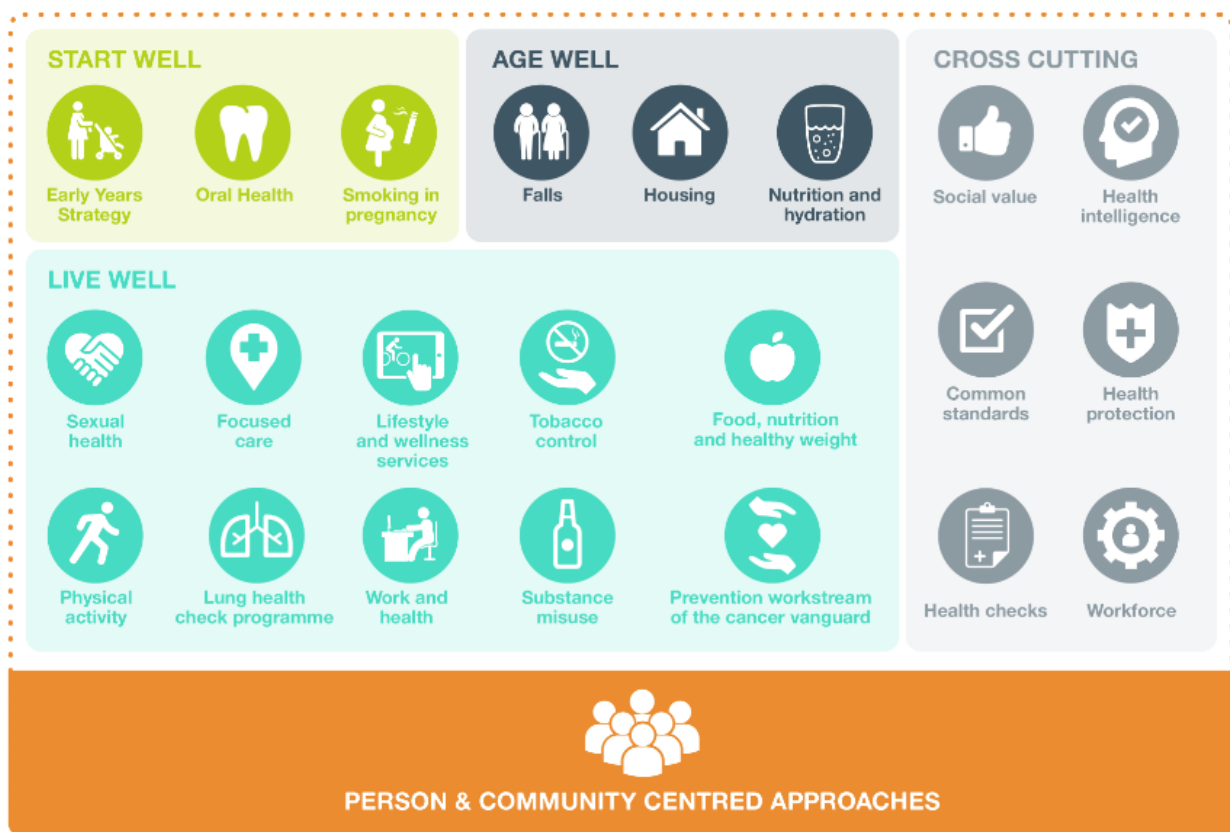 START WELL
Early Years
Strategy
Oral Health
Smoking in
pregnancy
AGE WELL
Falls
Housing
Nutrition and
hydration
CROSS CUTTING
Social value
Health
intelligence
Common
standards
Health
protection
Health checks
Workforce
LIVE WELL
Sexual
health
Focused
care
Lifestyle
and wellness
services
Tobacco
control
Food, nutrition
and healthy weight
Physical
activity
Lung health
check programme
Work and
health
Substance
misuse
Prevention workstream
of the cancer vanguard
PERSON & COMMUNITY CENTRED APPROACHES